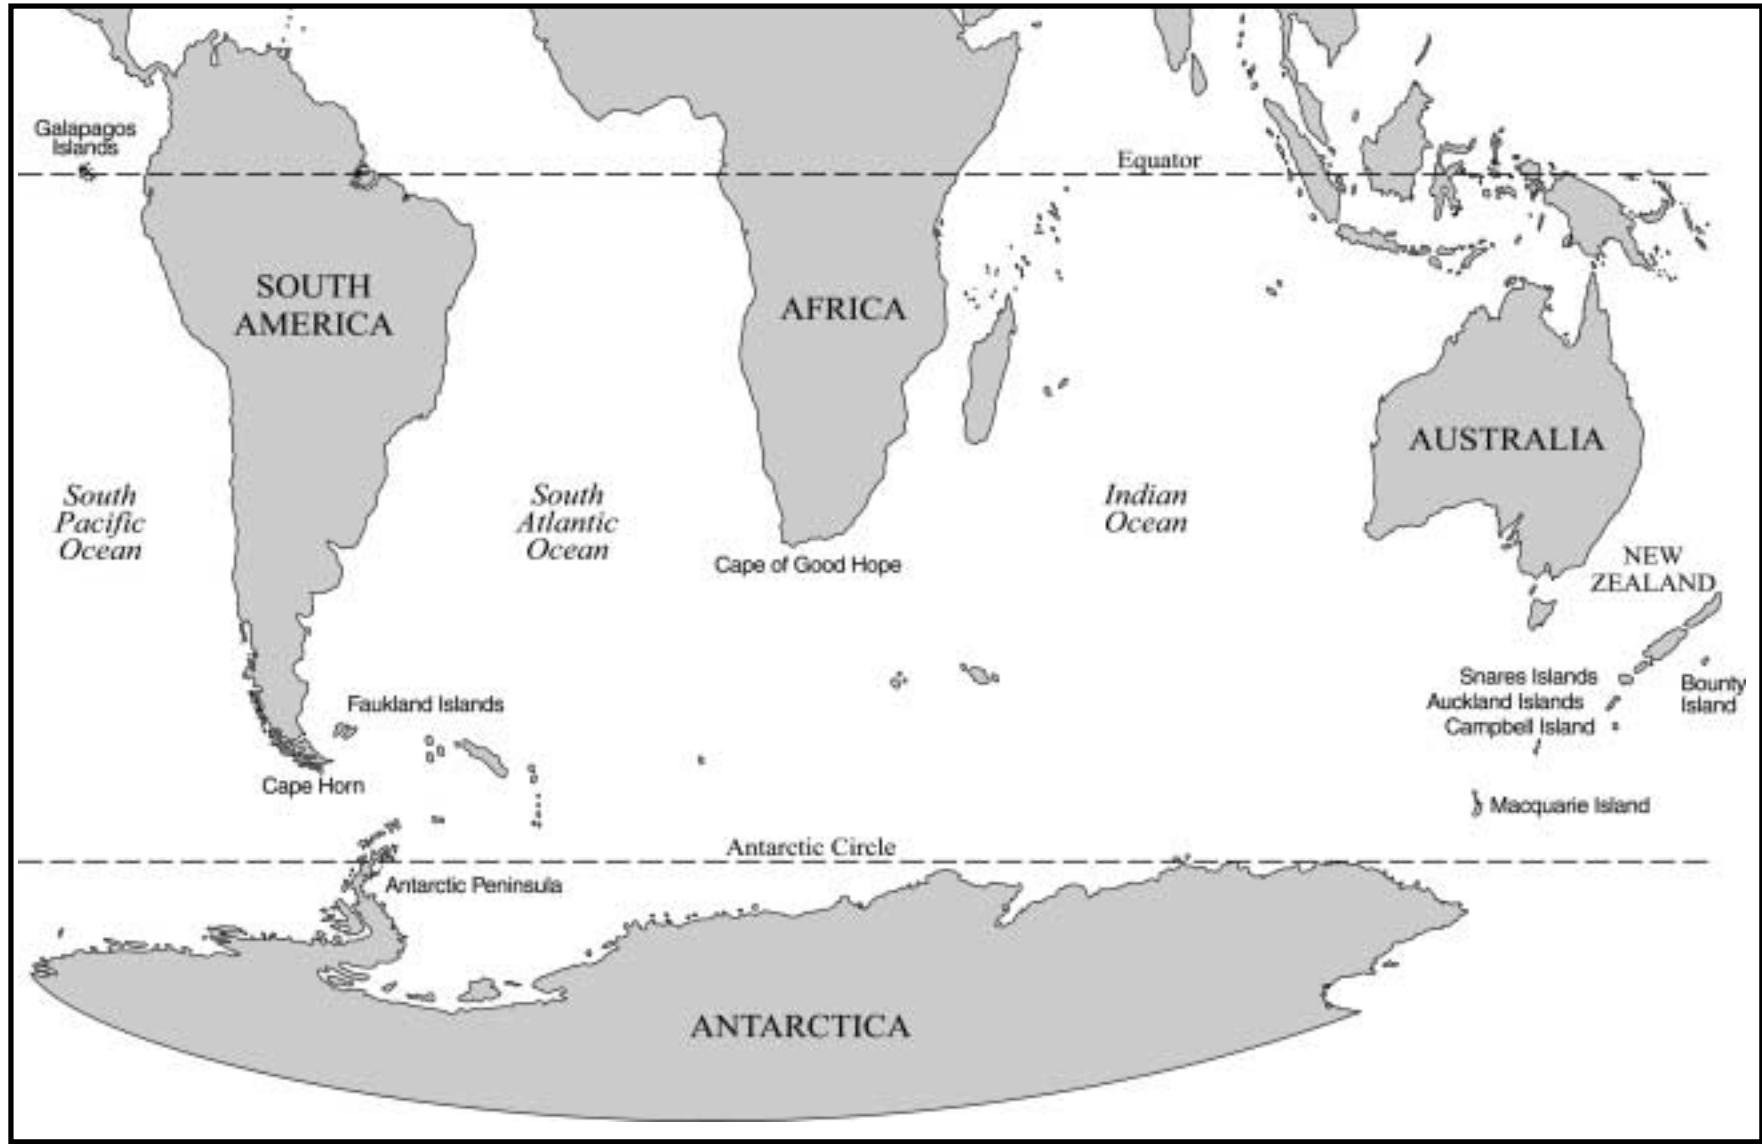 Galapagos
Islands
Equator
SOUTH
AMERICA
AFRICA
AUSTRALIA
South
Pacific
Ocean
South
Atlantic
Ocean
Indian
Ocean
Cape of Good Hope
NEW
ZEALAND
Snares Islands
Auckland Islands
Campbell Island
Bounty
Island
Faukland Islands
Cape Horn
Macquarie Island
Antarctic Circle
Antarctic Peninsula
ANTARCTICA